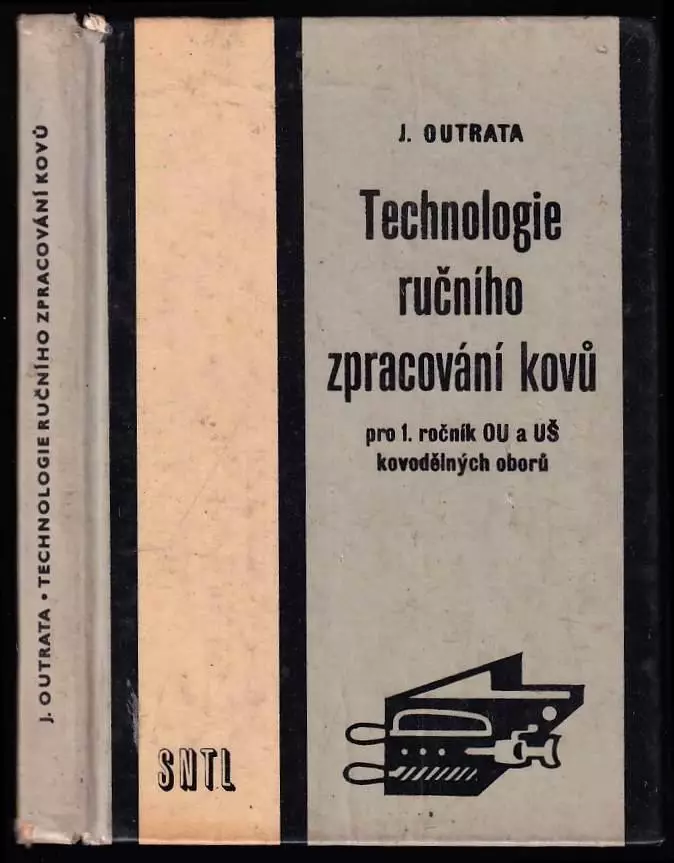 J. OUTRATA • TECHNOLOGIE RUČNÍHO ZPRACOVÁNÍ KOVŮ
J. OUTRATA
Technologie
ručního
zpracování kovů
pro 1. ročník OU a UŠ
kovodělných oborů
SNTL